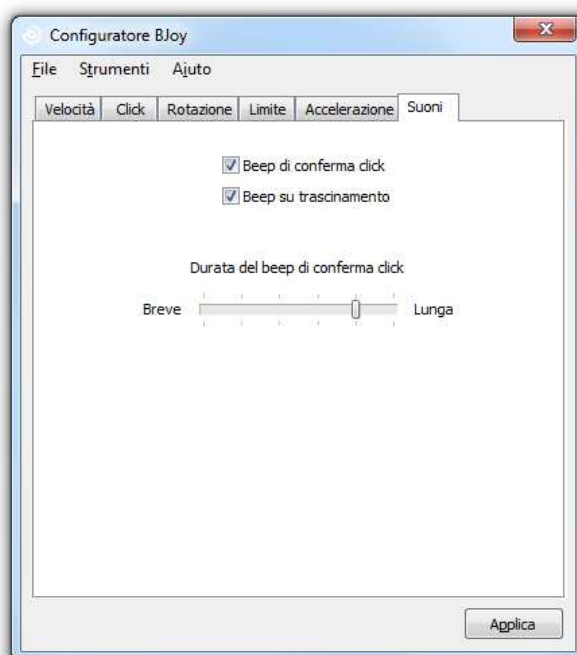 Configuratore BJoy
File Strumenti Aiuto
Velocità Click Rotazione Limite Accelerazione Suoni
Beep di conferma click
Beep su trascinamento
Durata del beep di conferma click
Breve Lunga
Applica